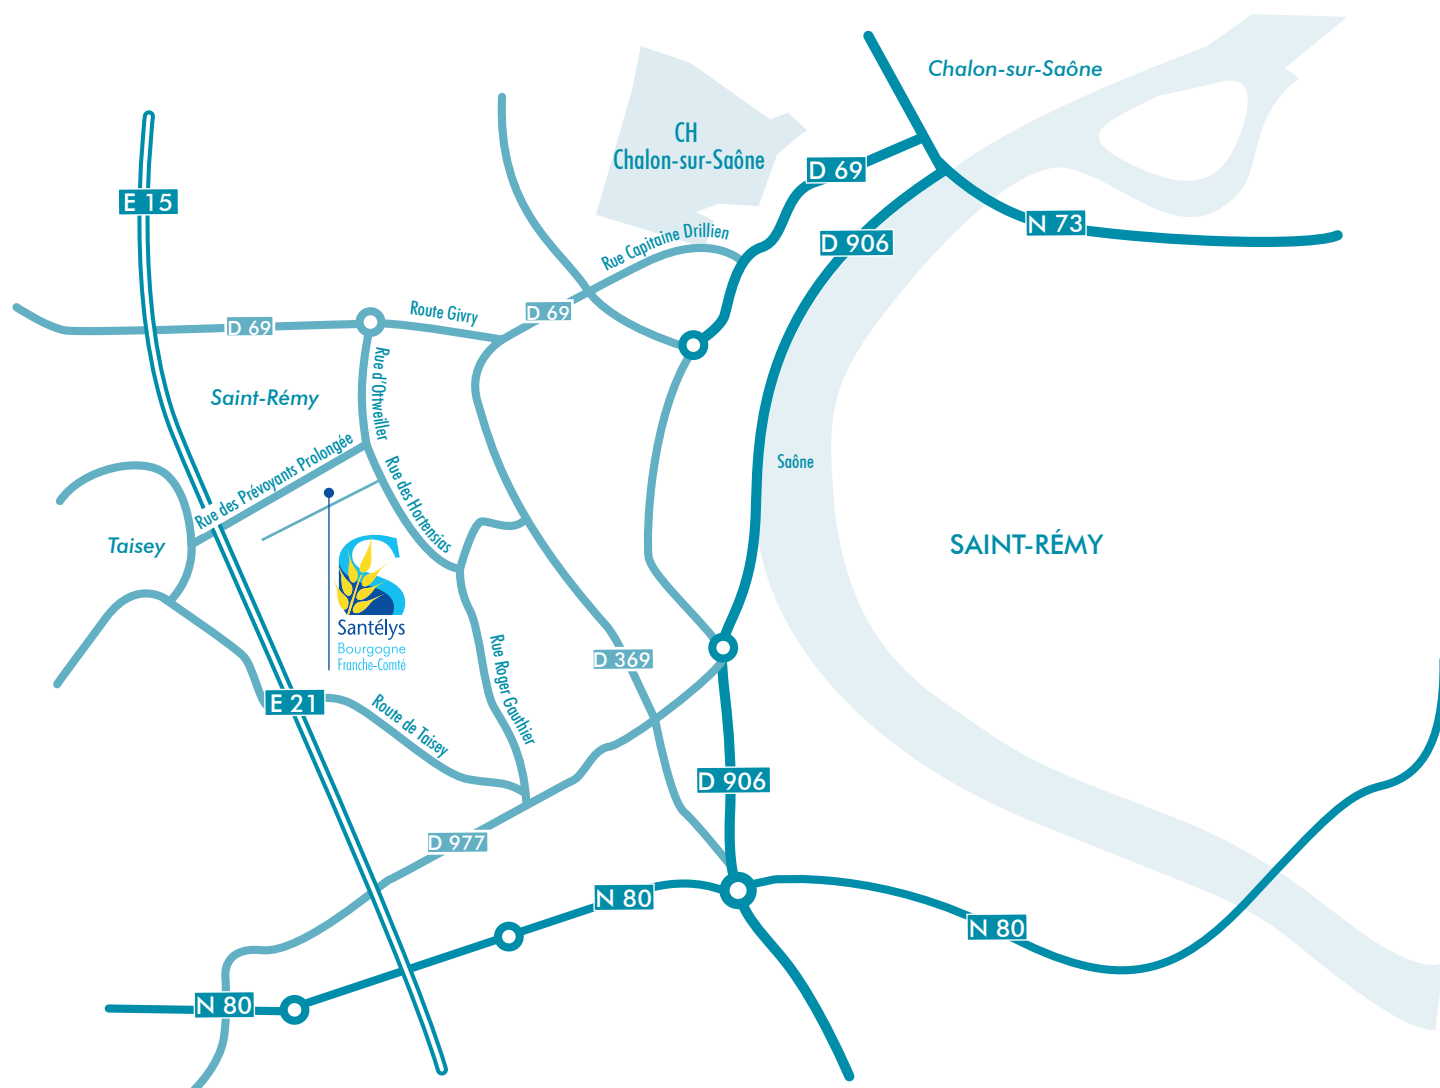 Chalon-sur-Saône
CH
Chalon-sur-Saône
D 69
E 15
N 73
Rue Capitaine Drillien
D 906
Route Givry
D 69
D 69
Rue d'Ottweiller
Saint-Rémy
Rue des Prévoyants Prolongée
Rue des Hortensias
Saône
Taisey
SAINT-RÉMY
Santélys
Bourgogne
Franche-Comté
Rue Roger Gauthier
D 369
E 21
Route de Taisey
D 906
D 977
N 80
N 80
N 80